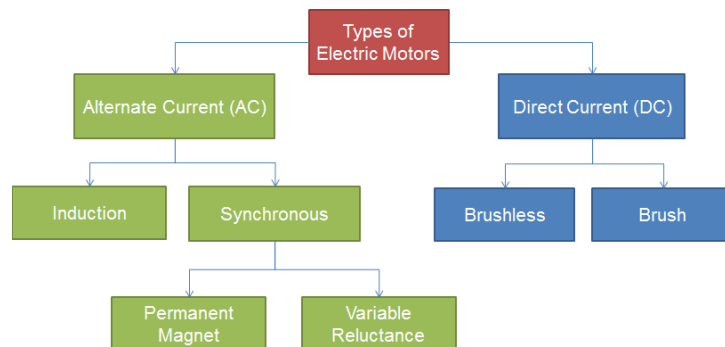 Types of
Electric Motors
Alternate Current (AC)
Direct Current (DC)
Induction
Synchronous
Brushless
Brush
Permanent
Magnet
Variable
Reluctance